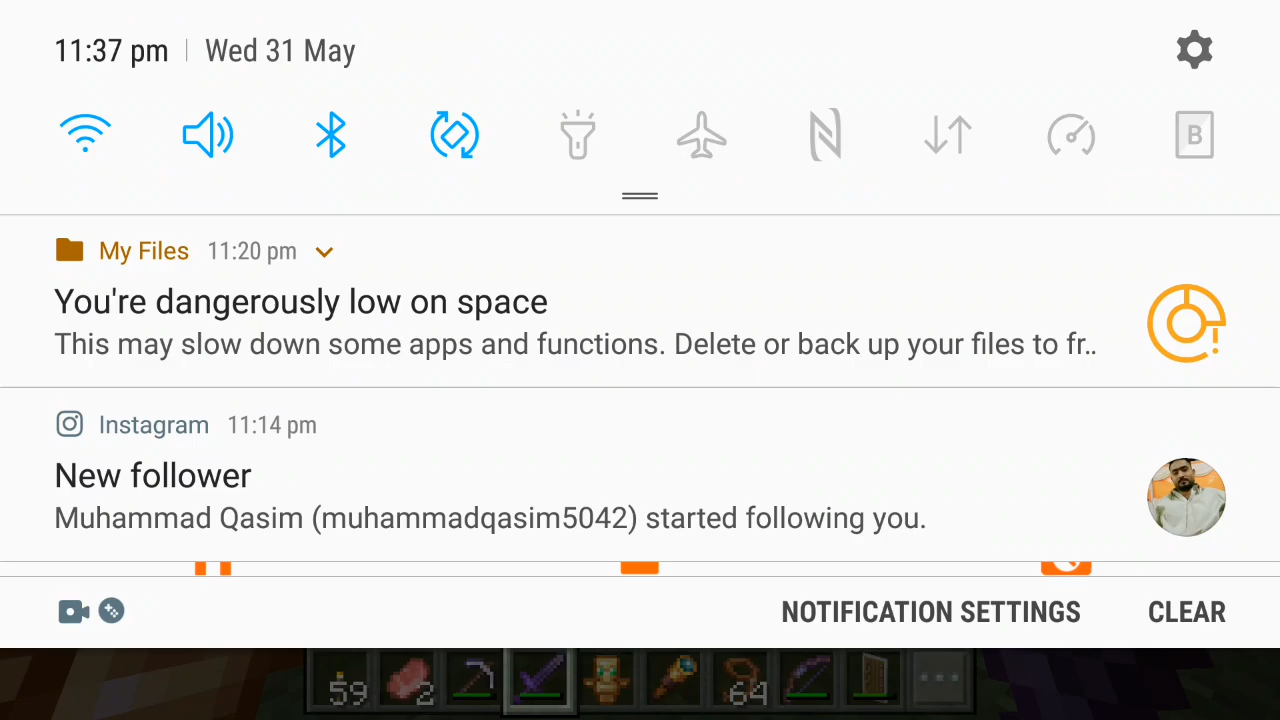 11:37 pm | Wed 31 May
B
My Files 11:20 pm
You're dangerously low on space
This may slow down some apps and functions. Delete or back up your files to fr..
Instagram 11:14 pm
New follower
Muhammad Qasim (muhammadqasim5042) started following you.
NOTIFICATION SETTINGS CLEAR
59 2 64